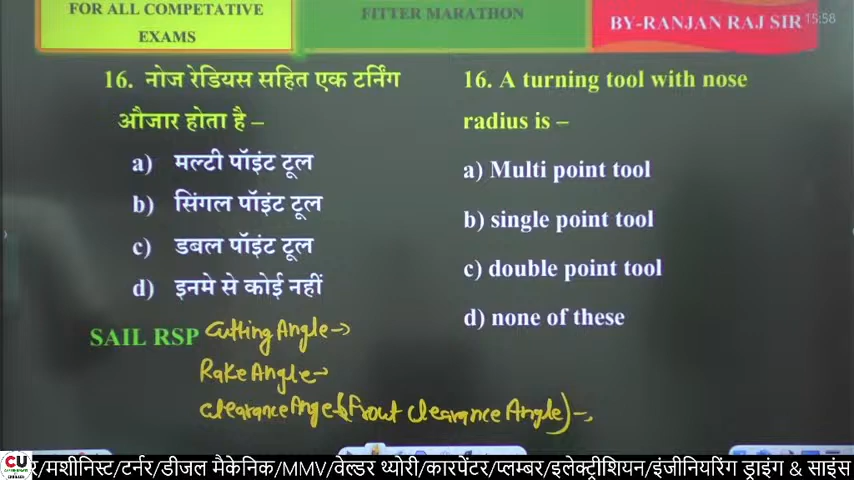 FOR ALL COMPETATIVE
EXAMS
FITTER MARATHON
BY-RANJAN RAJ SIR
15:58
16. नोज रेडियस सहित एक टर्निंग
औजार होता है –
a) मल्टी पॉइंट टूल
b) सिंगल पॉइंट टूल
c) डबल पॉइंट टूल
d) इनमे से कोई नहीं
16. A turning tool with nose
radius is –
a) Multi point tool
b) single point tool
c) double point tool
d) none of these
SAIL RSP
Cutting Angle →
Rake Angle →
Clearance Angel (Front Clearance Angle) →
CU
र/मशीनिस्ट/टर्नर/डीजल मैकेनिक/MMV/वेल्डर थ्योरी/कारपेंटर/प्लम्बर/इलेक्ट्रीशियन/इंजीनियरिंग ड्राइंग & साइंस